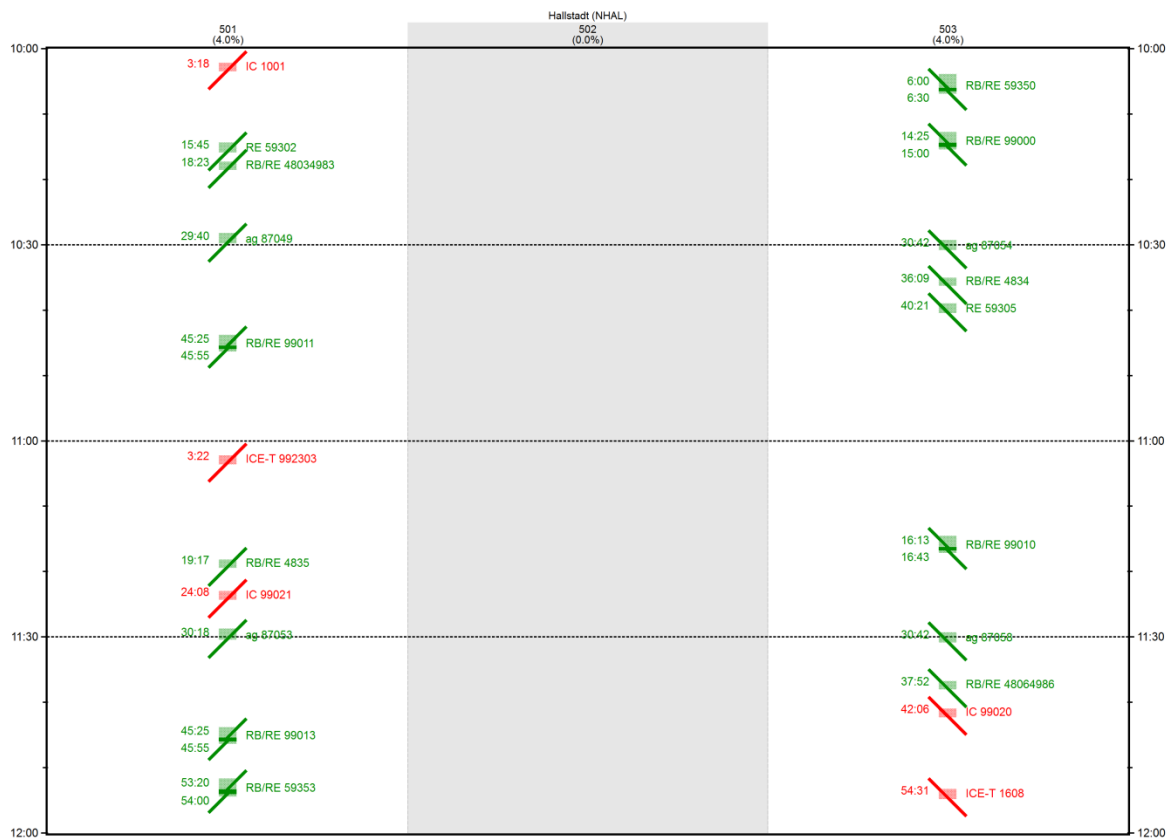 Hallstadt (NHAL)
501
(4.0%)
502
(0.0%)
503
(4.0%)
10:00
10:00
3:18
IC 1001
6:00
6:30
RB/RE 59350
14:25
15:00
RB/RE 99000
15:45
RE 59302
18:23
RB/RE 48034983
29:40
ag 87049
10:30
10:30
30:42
ag 87054
36:09
RB/RE 4834
40:21
RE 59305
45:25
45:55
RB/RE 99011
11:00
11:00
3:22
ICE-T 992303
16:13
16:43
RB/RE 99010
19:17
RB/RE 4835
24:08
IC 99021
30:18
ag 87053
11:30
11:30
30:42
ag 87058
37:52
RB/RE 48064986
42:06
IC 99020
45:25
45:55
RB/RE 99013
53:20
54:00
RB/RE 59353
54:31
ICE-T 1608
12:00
12:00